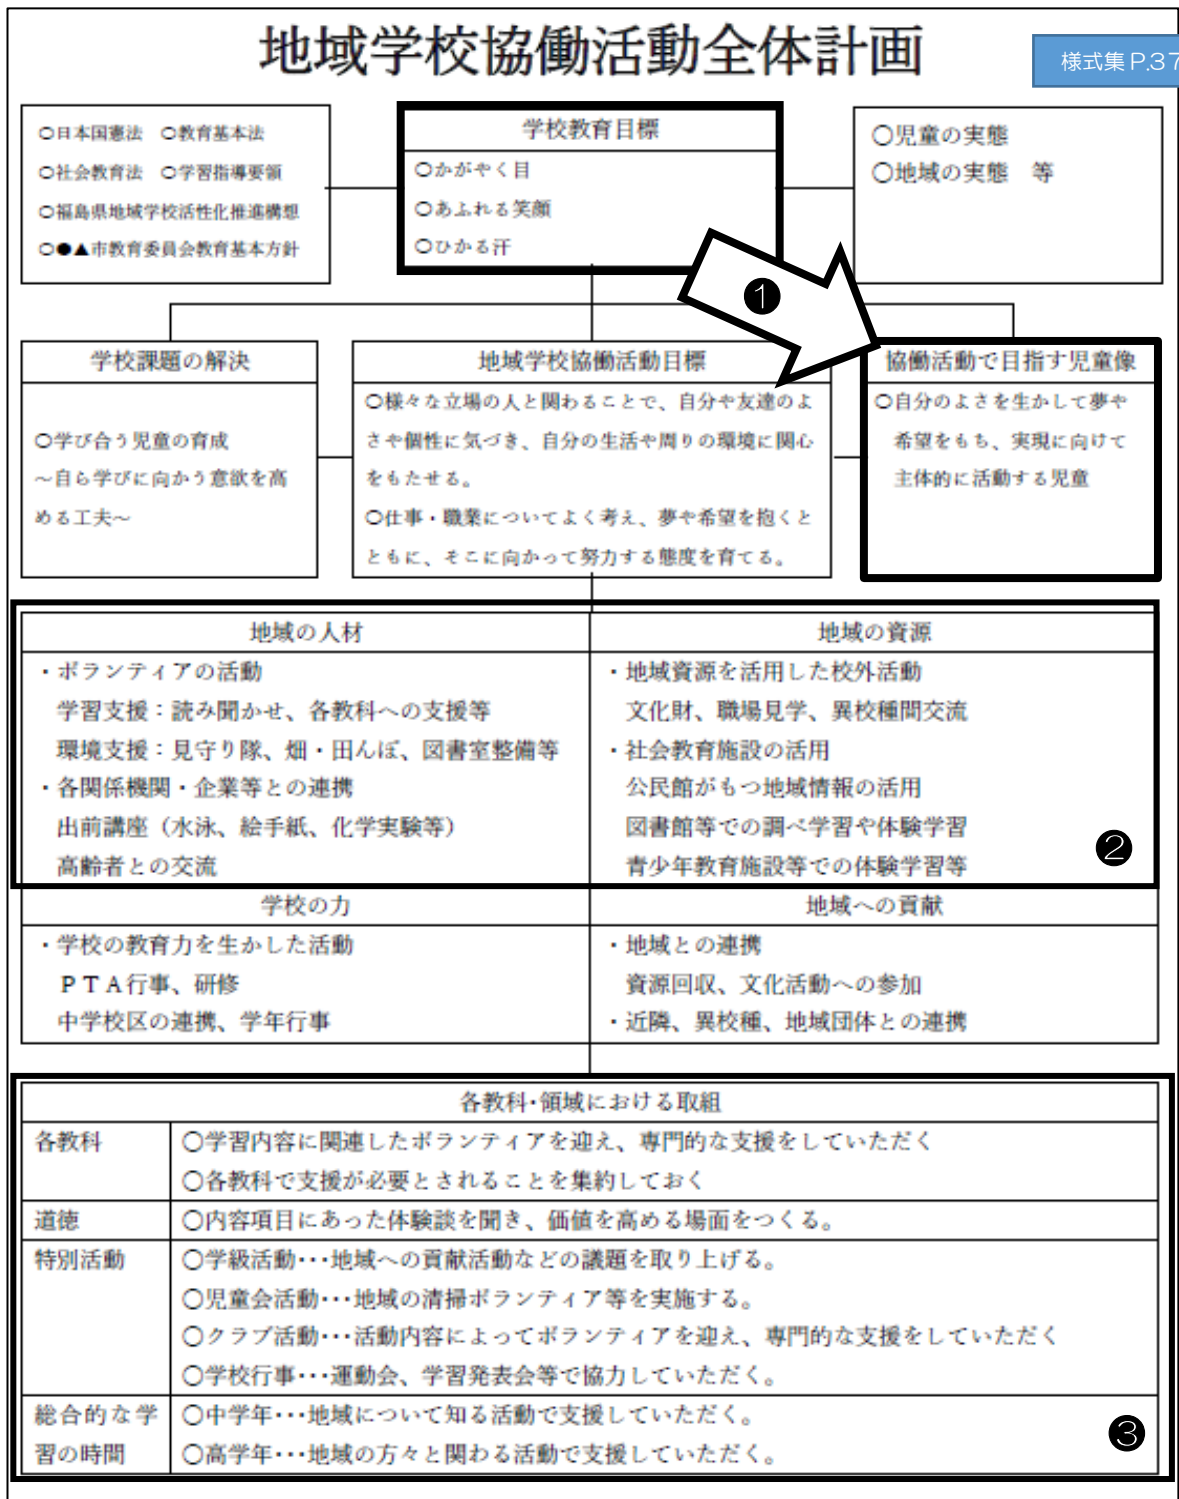 地域学校協働活動全体計画
様式集 P.37
〇日本国憲法 〇教育基本法
〇社会教育法 〇学習指導要領
〇福島県地域学校活性化推進構想
〇●▲市教育委員会教育基本方針
学校教育目標
〇かがやく目
〇あふれる笑顔
〇ひかる汗
〇児童の実態
〇地域の実態 等
❶
学校課題の解決
〇学び合う児童の育成
～自ら学びに向かう意欲を高
める工夫～
地域学校協働活動目標
〇様々な立場の人と関わることで、自分や友達のよ
さや個性に気づき、自分の生活や周りの環境に関心
をもたせる。
〇仕事・職業についてよく考え、夢や希望を抱くと
ともに、そこに向かって努力する態度を育てる。
協働活動で目指す児童像
〇自分のよさを生かして夢や
希望をもち、実現に向けて
主体的に活動する児童
地域の人材
・ボランティアの活動
学習支援：読み聞かせ、各教科への支援等
環境支援：見守り隊、畑・田んぼ、図書室整備等
・各関係機関・企業等との連携
出前講座（水泳、絵手紙、化学実験等）
高齢者との交流
地域の資源
・地域資源を活用した校外活動
文化財、職場見学、異校種間交流
・社会教育施設の活用
公民館がもつ地域情報の活用
図書館等での調べ学習や体験学習
青少年教育施設等での体験学習等
❷
学校の力
・学校の教育力を生かした活動
ＰＴＡ行事、研修
中学校区の連携、学年行事
地域への貢献
・地域との連携
資源回収、文化活動への参加
・近隣、異校種、地域団体との連携
各教科・領域における取組
各教科
〇学習内容に関連したボランティアを迎え、専門的な支援をしていただく
〇各教科で支援が必要とされることを集約しておく
道徳
〇内容項目にあった体験談を聞き、価値を高める場面をつくる。
特別活動
〇学級活動･･･地域への貢献活動などの議題を取り上げる。
〇児童会活動･･･地域の清掃ボランティア等を実施する。
〇クラブ活動･･･活動内容によってボランティアを迎え、専門的な支援をしていただく
〇学校行事･･･運動会、学習発表会等で協力していただく。
総合的な学
習の時間
〇中学年･･･地域について知る活動で支援していただく。
〇高学年･･･地域の方々と関わる活動で支援していただく。
❸